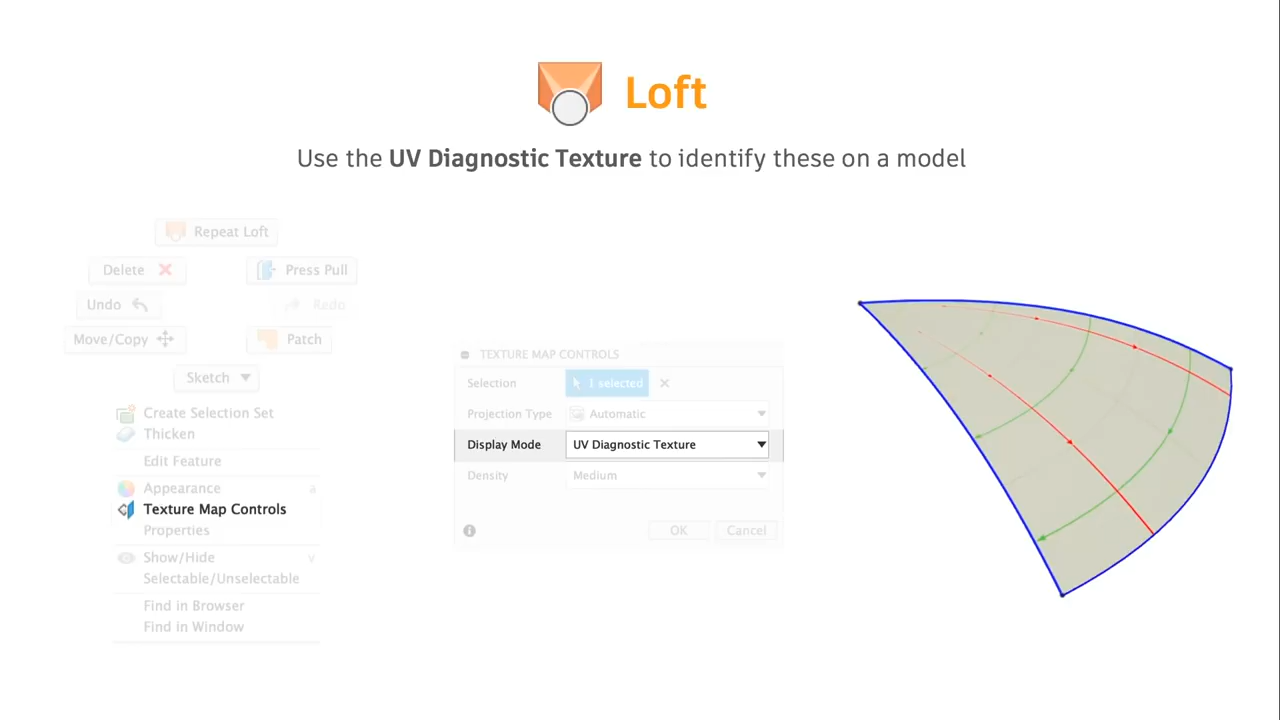 Loft
Use the UV Diagnostic Texture to identify these on a model
Repeat Loft
Delete
Press Pull
Undo
Redo
Move/Copy
Patch
Sketch
Create Selection Set
Thicken
Edit Feature
Appearance a
Texture Map Controls
Properties
Show/Hide v
Selectable/Unselectable
Find in Browser
Find in Window
TEXTURE MAP CONTROLS
Selection 1 selected
Projection Type Automatic
Display Mode UV Diagnostic Texture
Density Medium
OK Cancel